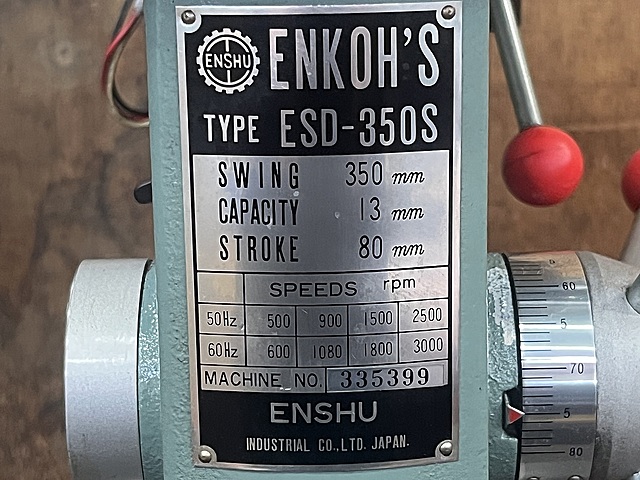 ENSHU ENKOH'S
TYPE ESD-350S
SWING 350 mm
CAPACITY 13 mm
STROKE 80 mm
SPEEDS rpm
50Hz 500 900 1500 2500
60Hz 600 1080 1800 3000
MACHINE NO. 335399
ENSHU
INDUSTRIAL CO.,LTD. JAPAN.
5
60
5
70
5
80